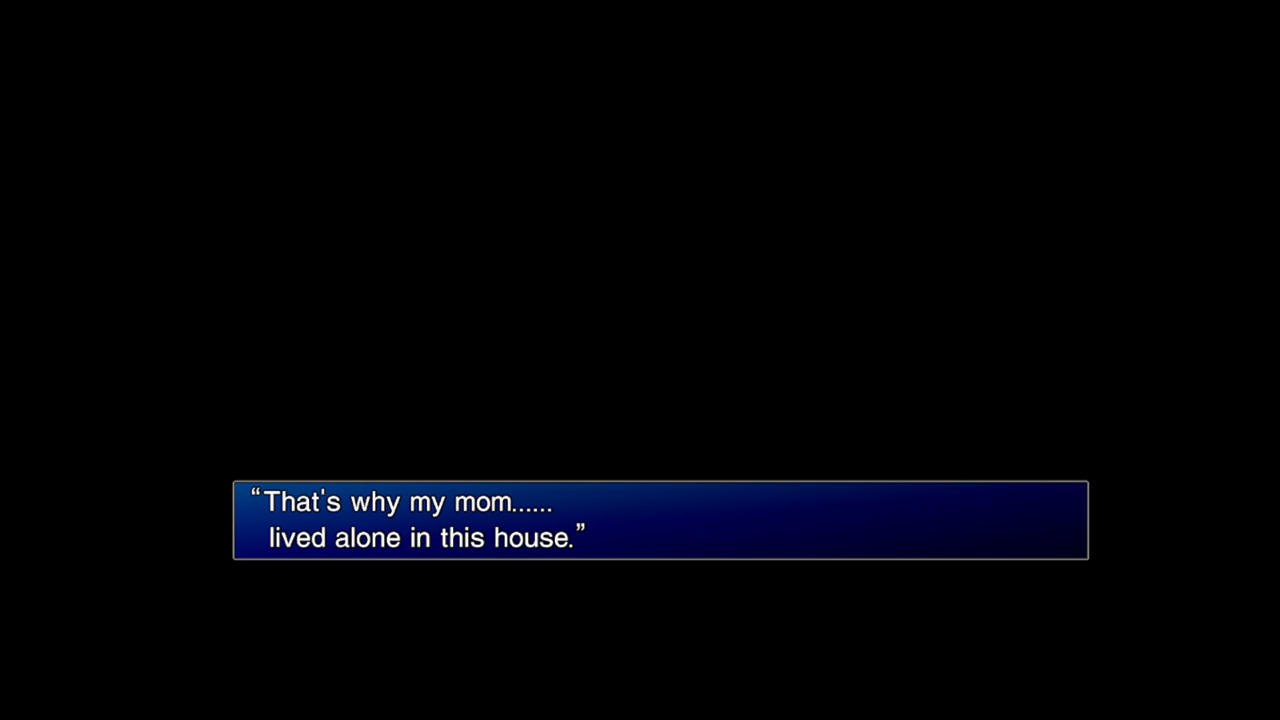 “That's why my mom......
lived alone in this house.”